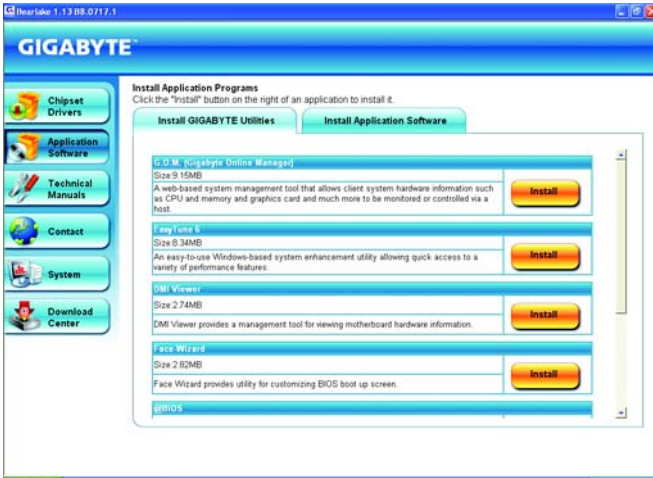 Bearlake 1.13 B8.0717.1
GIGABYTE™
Chipset
Drivers
Application
Software
Technical
Manuals
Contact
System
Download
Center
Install Application Programs
Click the "Install" button on the right of an application to install it.
Install GIGABYTE Utilities
Install Application Software
G.O.M. (Gigabyte Online Manager)
Size:9.15MB
A web-based system management tool that allows client system hardware information such
as CPU and memory and graphics card and much more to be monitored or controlled via a
host.
Install
EasyTune 6
Size:8.34MB
An easy-to-use Windows-based system enhancement utility allowing quick access to a
variety of performance features.
Install
DMI Viewer
Size:2.74MB
DMI Viewer provides a management tool for viewing motherboard hardware information.
Install
Face Wizard
Size:2.82MB
Face Wizard provides utility for customizing BIOS boot up screen.
Install
@BIOS